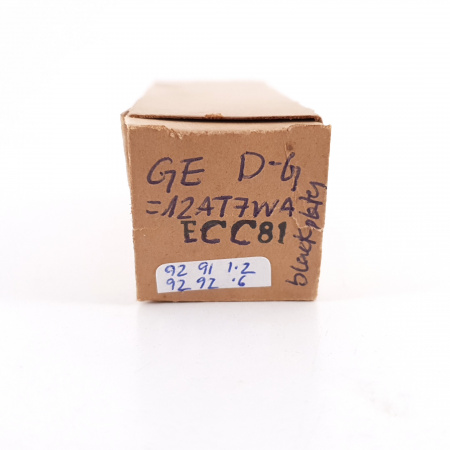 GE D-G
=12AT7WA
ECC81
92 91 1.2
92 92 .6
black plates